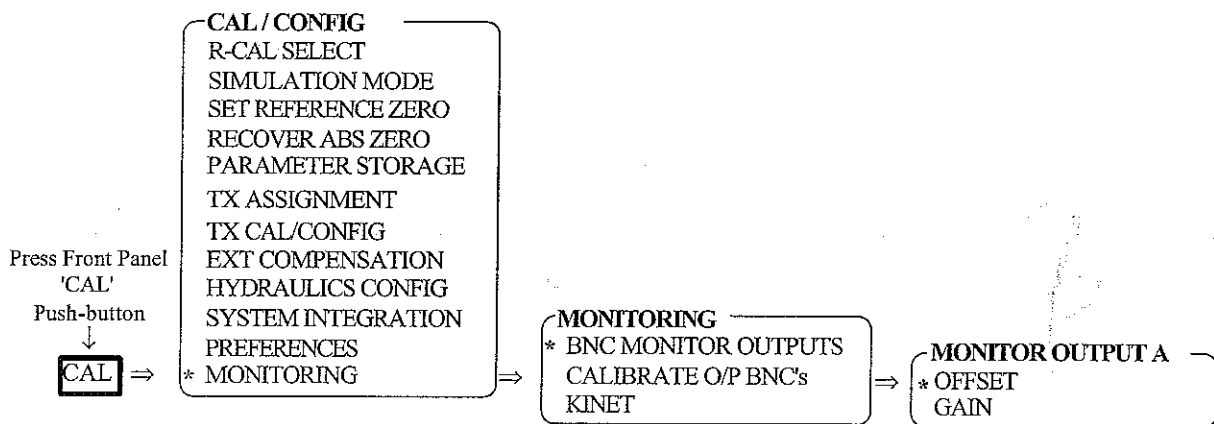 CAL / CONFIG
R-CAL SELECT
SIMULATION MODE
SET REFERENCE ZERO
RECOVER ABS ZERO
PARAMETER STORAGE
TX ASSIGNMENT
TX CAL/CONFIG
EXT COMPENSATION
HYDRAULICS CONFIG
SYSTEM INTEGRATION
PREFERENCES
* MONITORING
Press Front Panel
'CAL'
Push-button
↓
CAL ⇒
⇒
MONITORING
* BNC MONITOR OUTPUTS
CALIBRATE O/P BNC's
KINET
⇒
MONITOR OUTPUT A
* OFFSET
GAIN